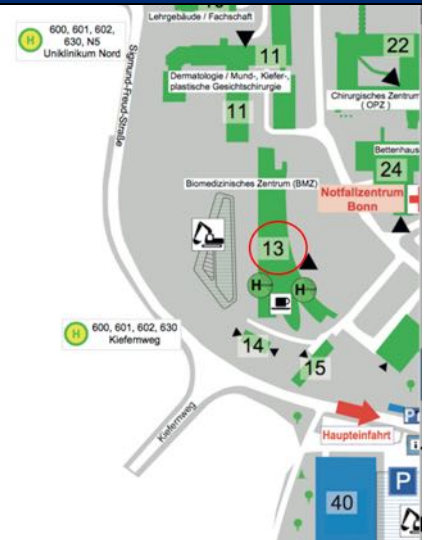 Lehrgebäude / Fachschaft
H
600, 601, 602,
630, N5
Uniklinikum Nord
Sigmund-Freud-Straße
11
22
Dermatologie / Mund-, Kiefer-,
plastische Gesichtschirurgie
11
Chirurgisches Zentrum
( OPZ )
Bettenhaus
24
Biomedizinisches Zentrum (BMZ)
Notfallzentrum
Bonn
13
H
H
H
600, 601, 602, 630
Kiefernweg
14
15
Kiefernweg
Haupteinfahrt
P
40